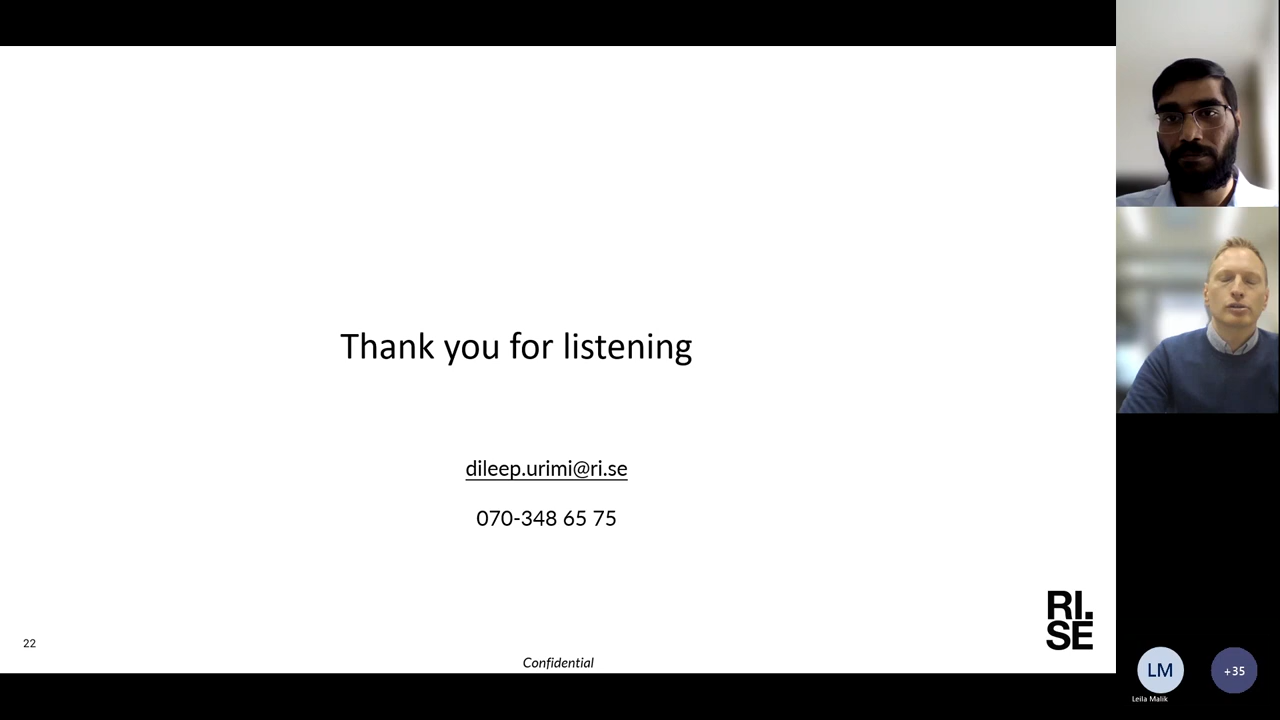 Thank you for listening
dileep.urimi@ri.se
070-348 65 75
RI.
SE
22
Confidential
LM
+35
Leila Malik